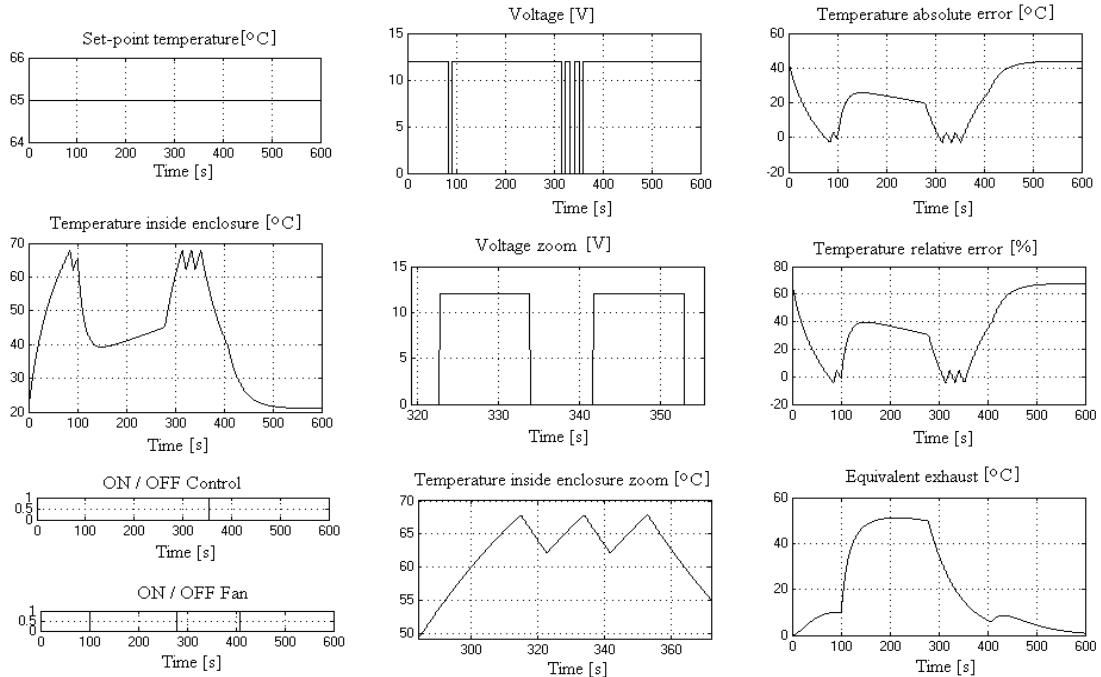 Set-point temperature[°C]
66
65
64
0 100 200 300 400 500 600
Time [s]
Temperature inside enclosure [°C]
70
60
50
40
30
20
0 100 200 300 400 500 600
Time [s]
ON / OFF Control
1
0.5
0
0 100 200 300 400 500 600
Time [s]
ON / OFF Fan
1
0.5
0
0 100 200 300 400 500 600
Time [s]
Voltage [V]
15
10
5
0
0 100 200 300 400 500 600
Time [s]
Voltage zoom [V]
15
10
5
0
320 330 340 350
Time [s]
Temperature inside enclosure zoom [°C]
70
65
60
55
50
300 320 340 360
Time [s]
Temperature absolute error [°C]
60
40
20
0
-20
0 100 200 300 400 500 600
Time [s]
Temperature relative error [%]
80
60
40
20
0
-20
0 100 200 300 400 500 600
Time [s]
Equivalent exhaust [°C]
60
40
20
0
0 100 200 300 400 500 600
Time [s]